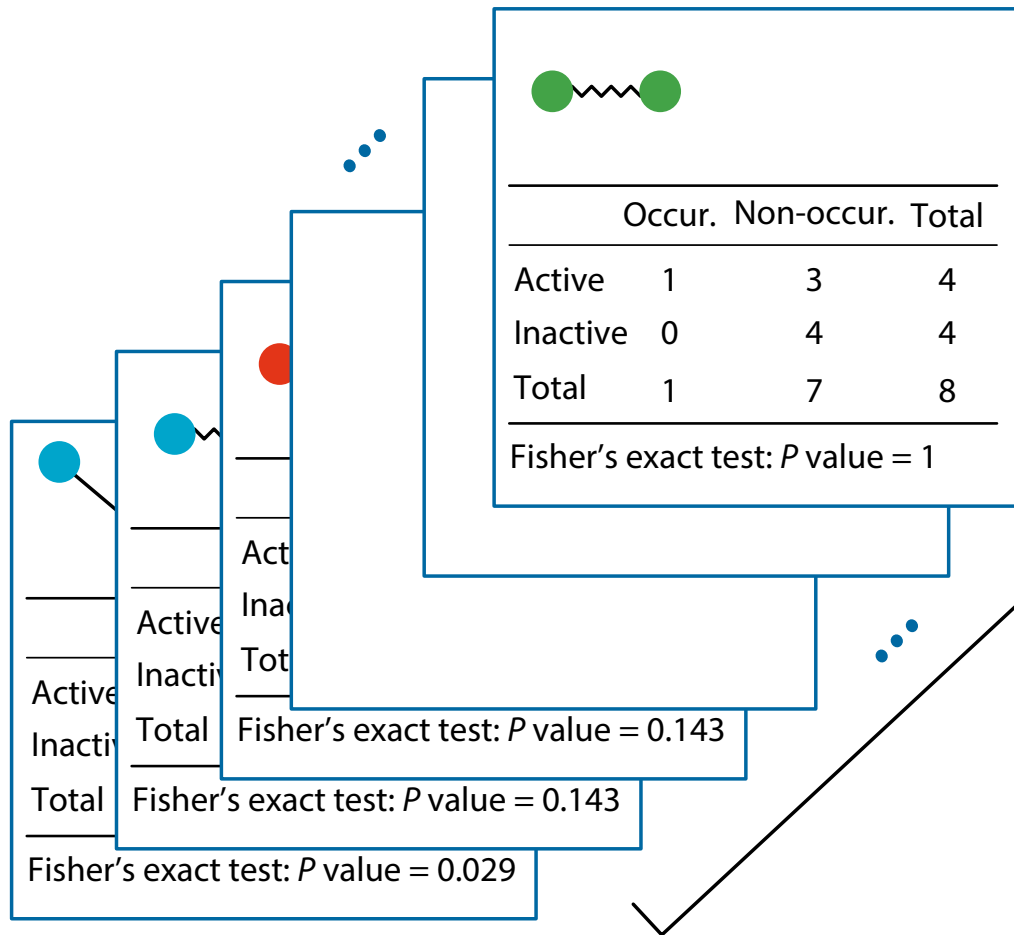 Occur. Non-occur. Total
Active 1 3 4
Inactive 0 4 4
Total 1 7 8
Fisher's exact test: P value = 1
Fisher's exact test: P value = 0.143
Active
Total
Fisher's exact test: P value = 0.143
Active
Total
Fisher's exact test: P value = 0.029